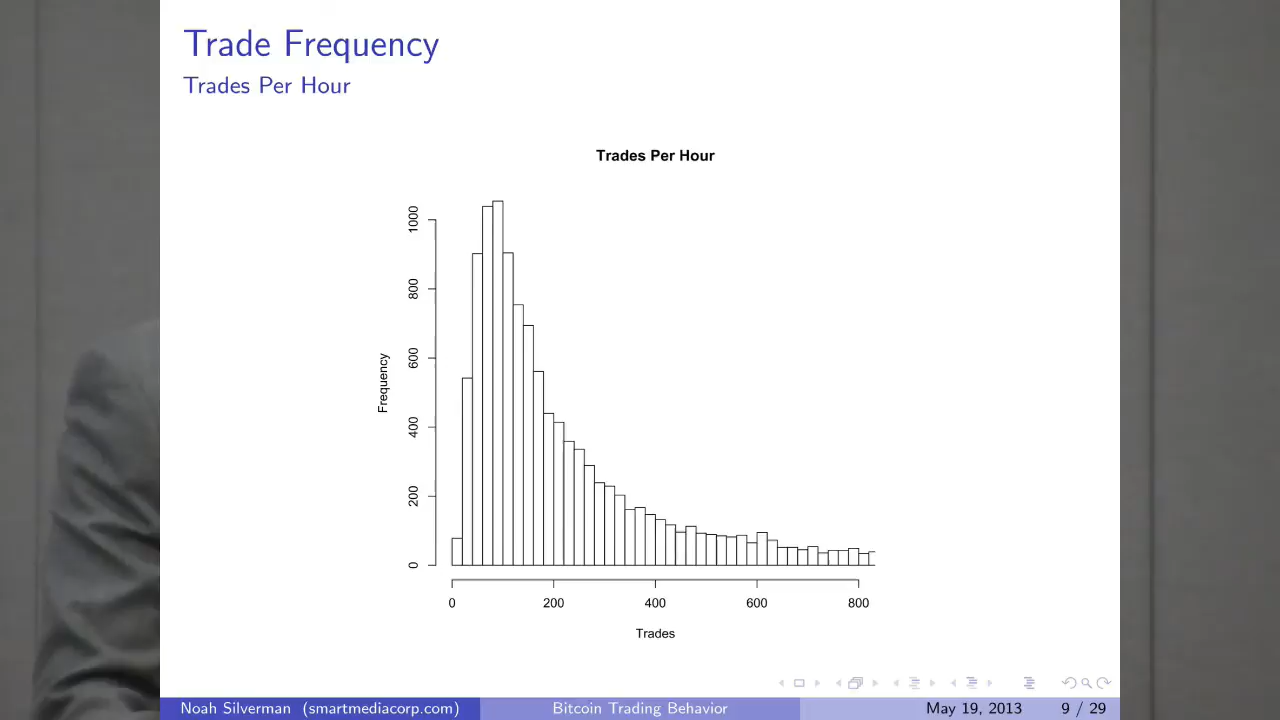 Trade Frequency
Trades Per Hour
Trades Per Hour
Frequency
1000
800
600
400
200
0
0 200 400 600 800
Trades
Noah Silverman (smartmediacorp.com) Bitcoin Trading Behavior May 19, 2013 9 / 29